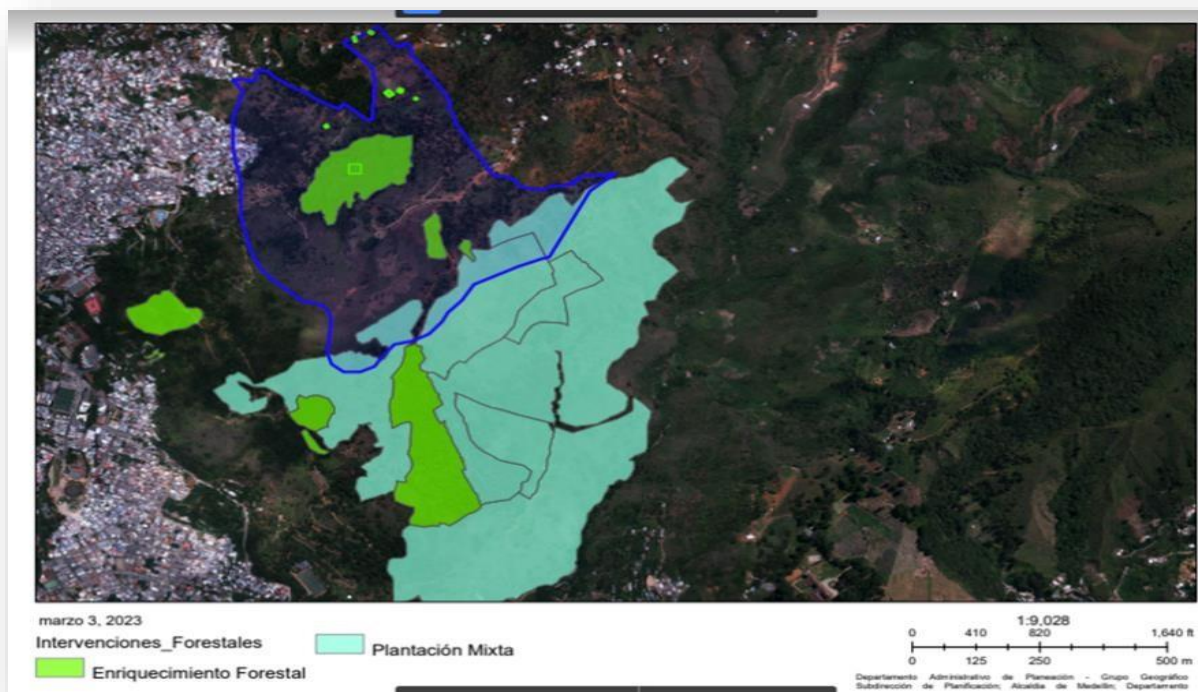 marzo 3, 2023
Intervenciones_Forestales
Enriquecimiento Forestal
Plantación Mixta
1:9,028
0 410 820 1,640 ft
0 125 250 500 m
Departamento Administrativo de Planeación - Grupo Geográfico
Subdirección de Planificación; Alcaldía de Medellín; Departamento